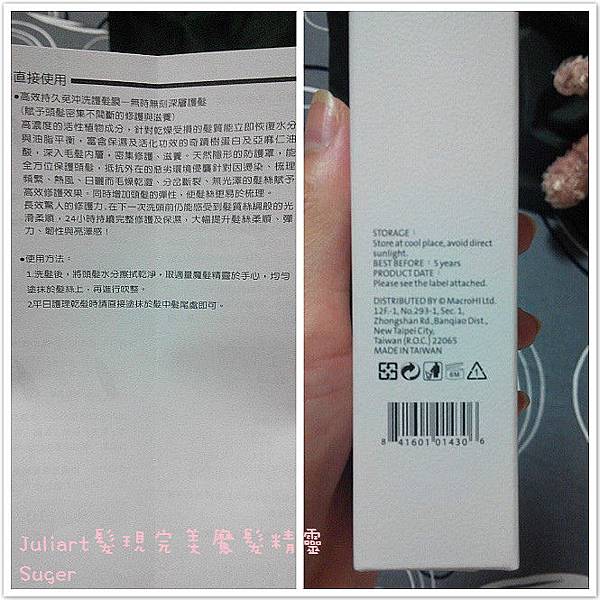 直接使用
●高效持久免沖洗護髮膜—無時無刻深層護髮
(賦予頭髮密集不間斷的修護與滋養)
高濃度的活性植物成分，針對乾燥受損的髮質能立即恢復水分
與油脂平衡，富含保濕及活化功效的奇蹟樹蛋白及亞麻仁油
酸，深入毛髮內層，密集修護、滋養。天然隱形的防護罩，能
全方位保護頭髮，抵抗外在的惡劣環境侵襲針對因燙染、梳理
頻繁、熱風、日曬而毛燥乾澀、分岔斷裂、無光澤的髮絲賦予
高效修護效果，同時增加頭髮的彈性，使髮絲更易於梳理。
長效驚人的修護力,在下一次洗頭前仍能感受到髮質絲綢般的光
滑柔順，24小時持續完整修護及保濕，大幅提升髮絲柔順、彈
力、韌性與亮澤感！
●使用方法：
1.洗髮後，將頭髮水分擦拭乾淨，取適量魔髮精靈於手心，均勻
塗抹於髮絲上，再進行吹整。
2.平日護理乾髮時請直接塗抹於髮中髮尾處即可。
Juliart髮現完美魔髮精靈
Suger
STORAGE：
Store at cool place, avoid direct
sunlight.
BEST BEFORE：5 years
PRODUCT DATE：
Please see the label attached.
DISTRIBUTED BY © MacroHI Ltd.
12F.-1, No.293-1, Sec. 1,
Zhongshan Rd.,Banqiao Dist.,
New Taipei City,
Taiwan (R.O.C.) 22065
MADE IN TAIWAN
6M
1
8 41601 01430 6